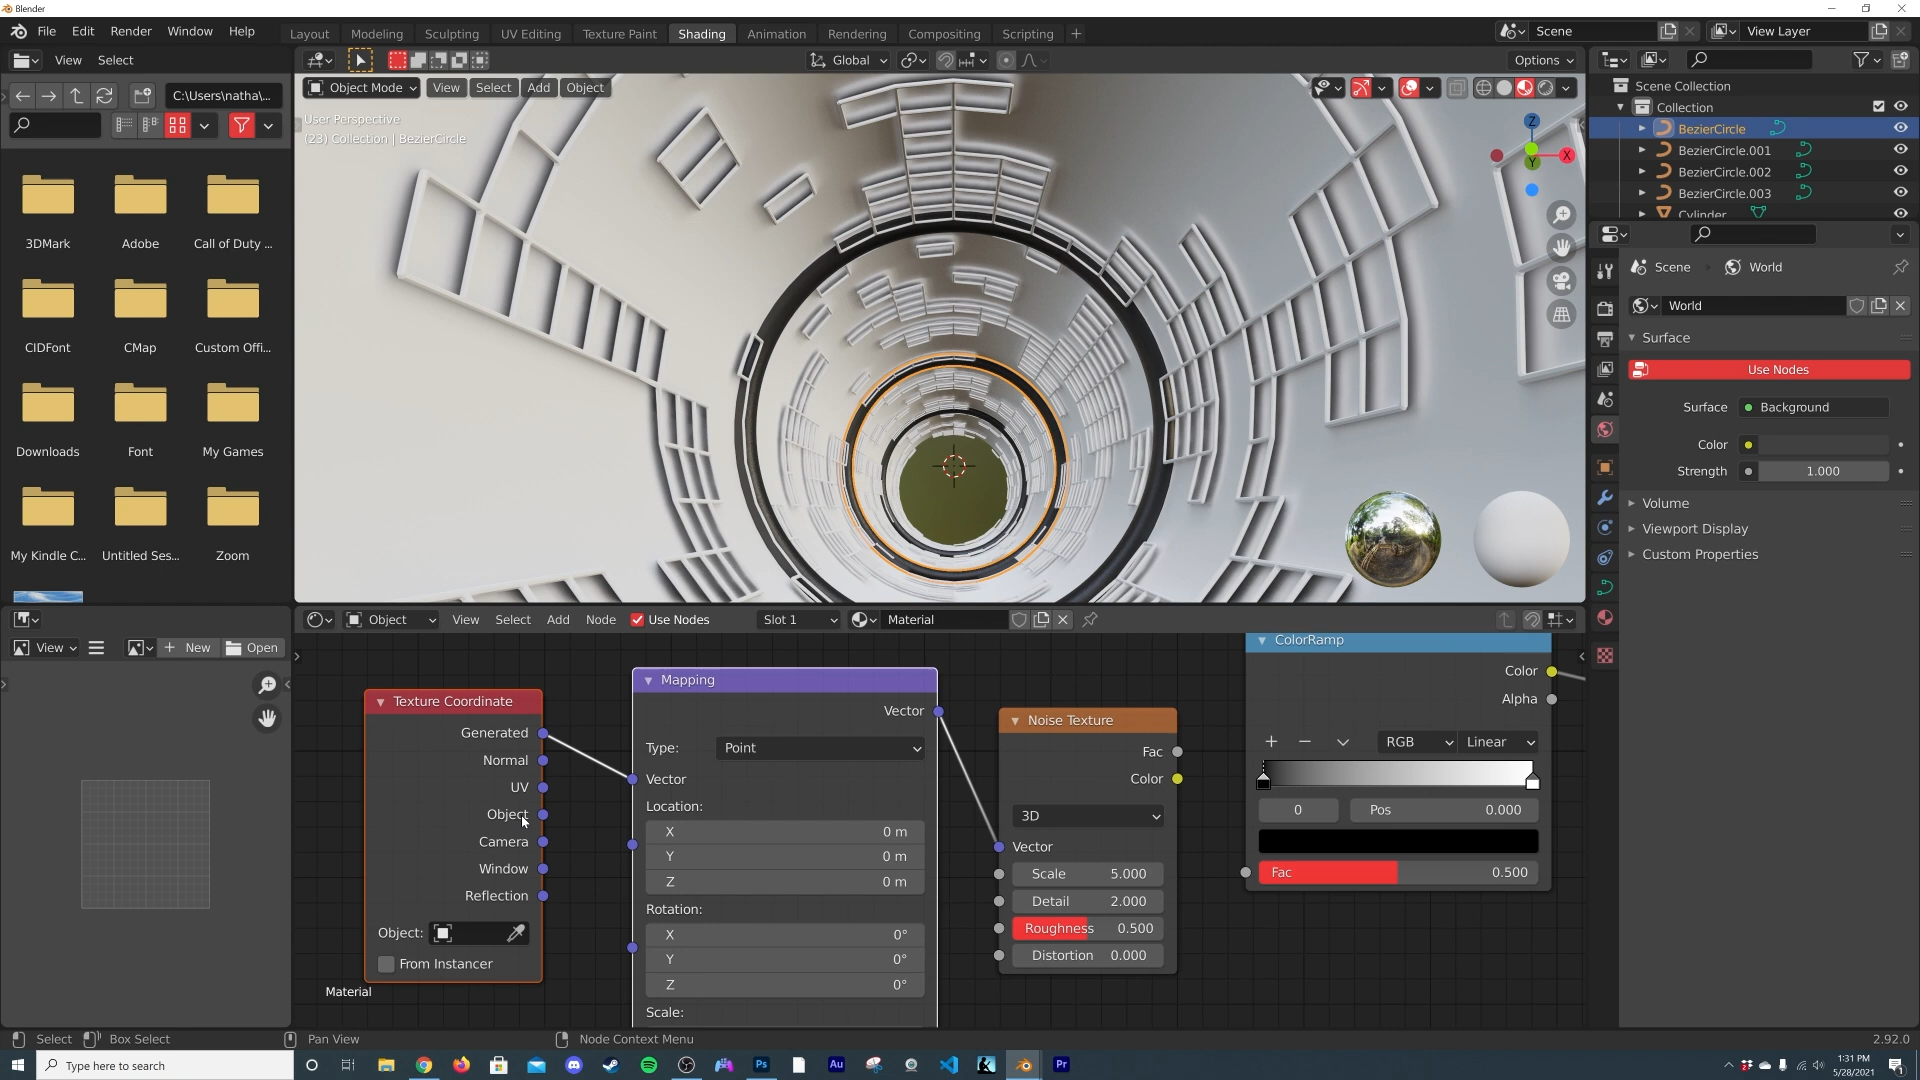 Blender
File Edit Render Window Help
Layout Modeling Sculpting UV Editing Texture Paint Shading Animation Rendering Compositing Scripting +
Scene
View Layer
View Select
Global
Options
C:\Users\natha\...
Object Mode View Select Add Object
User Perspective
(23) Collection | BezierCircle
Z
X
Y
Scene Collection
Collection
BezierCircle
BezierCircle.001
BezierCircle.002
BezierCircle.003
Cylinder
3DMark Adobe Call of Duty ...
CIDFont CMap Custom Offi...
Downloads Font My Games
My Kindle C... Untitled Ses... Zoom
Scene World
World
Surface
Use Nodes
Surface Background
Color
Strength 1.000
Volume
Viewport Display
Custom Properties
View New Open
Object View Select Add Node Use Nodes Slot 1 Material
Texture Coordinate
Generated
Normal
UV
Object
Camera
Window
Reflection
Object:
From Instancer
Material
Mapping
Vector
Type: Point
Vector
Location:
X 0 m
Y 0 m
Z 0 m
Rotation:
X 0°
Y 0°
Z 0°
Scale:
Noise Texture
Fac
Color
3D
Vector
Scale 5.000
Detail 2.000
Roughness 0.500
Distortion 0.000
ColorRamp
Color
Alpha
+ − RGB Linear
0 Pos 0.000
Fac 0.500
Select Box Select Pan View Node Context Menu 2.92.0
Type here to search
Ps Au Pr
1:31 PM
5/28/2021